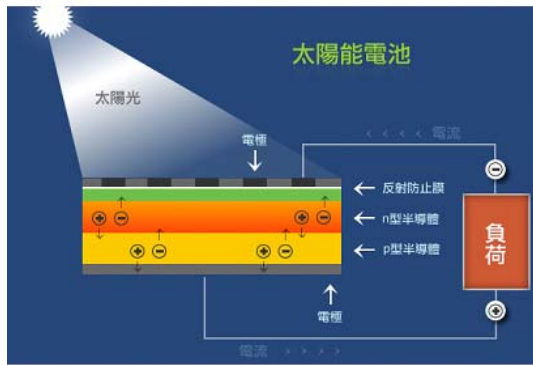 太陽能電池
太陽光
電極
< < < < 電流
反射防止膜
n型半導體
p型半導體
負荷
電極
電流 > > > >